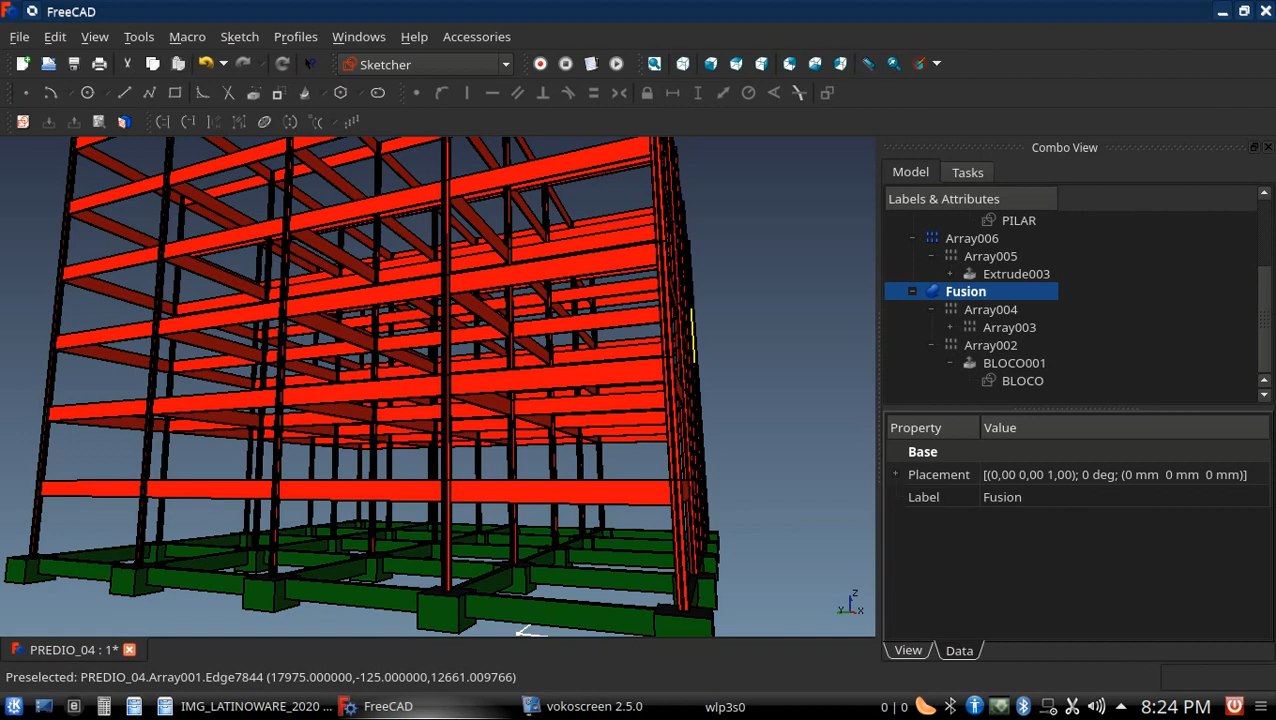 FreeCAD
File Edit View Tools Macro Sketch Profiles Windows Help Accessories
Sketcher
Combo View
Model Tasks
Labels & Attributes
PILAR
Array006
Array005
Extrude003
Fusion
Array004
Array003
Array002
BLOCO001
BLOCO
Property Value
Base
Placement [(0,00 0,00 1,00); 0 deg; (0 mm 0 mm 0 mm)]
Label Fusion
z
y x
PREDIO_04 : 1*
View Data
Preselected: PREDIO_04.Array001.Edge7844 (17975.000000,-125.000000,12661.009766)
IMG_LATINOWARE_2020 ... FreeCAD vokoscreen 2.5.0 wlp3s0 0 | 0 8:24 PM